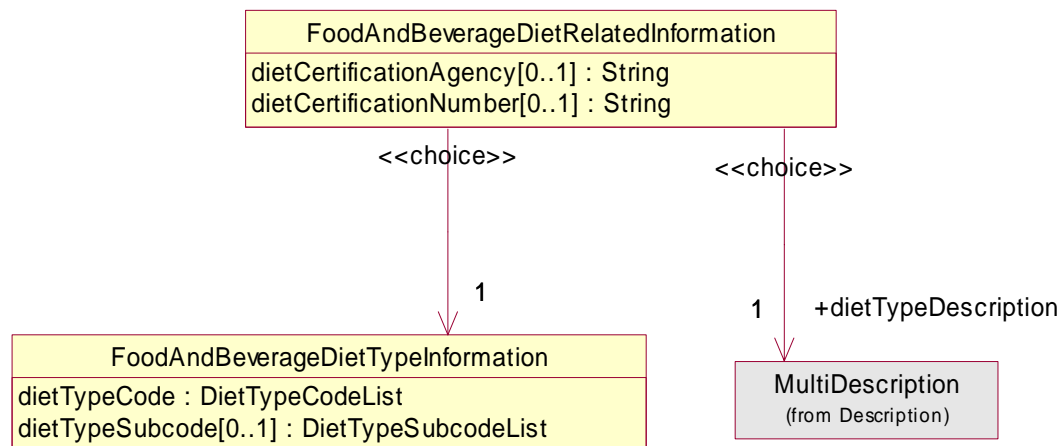 FoodAndBeverageDietRelatedInformation
dietCertificationAgency[0..1] : String
dietCertificationNumber[0..1] : String
<<choice>>
<<choice>>
1
1
+dietTypeDescription
FoodAndBeverageDietTypeInformation
dietTypeCode : DietTypeCodeList
dietTypeSubcode[0..1] : DietTypeSubcodeList
MultiDescription
(from Description)